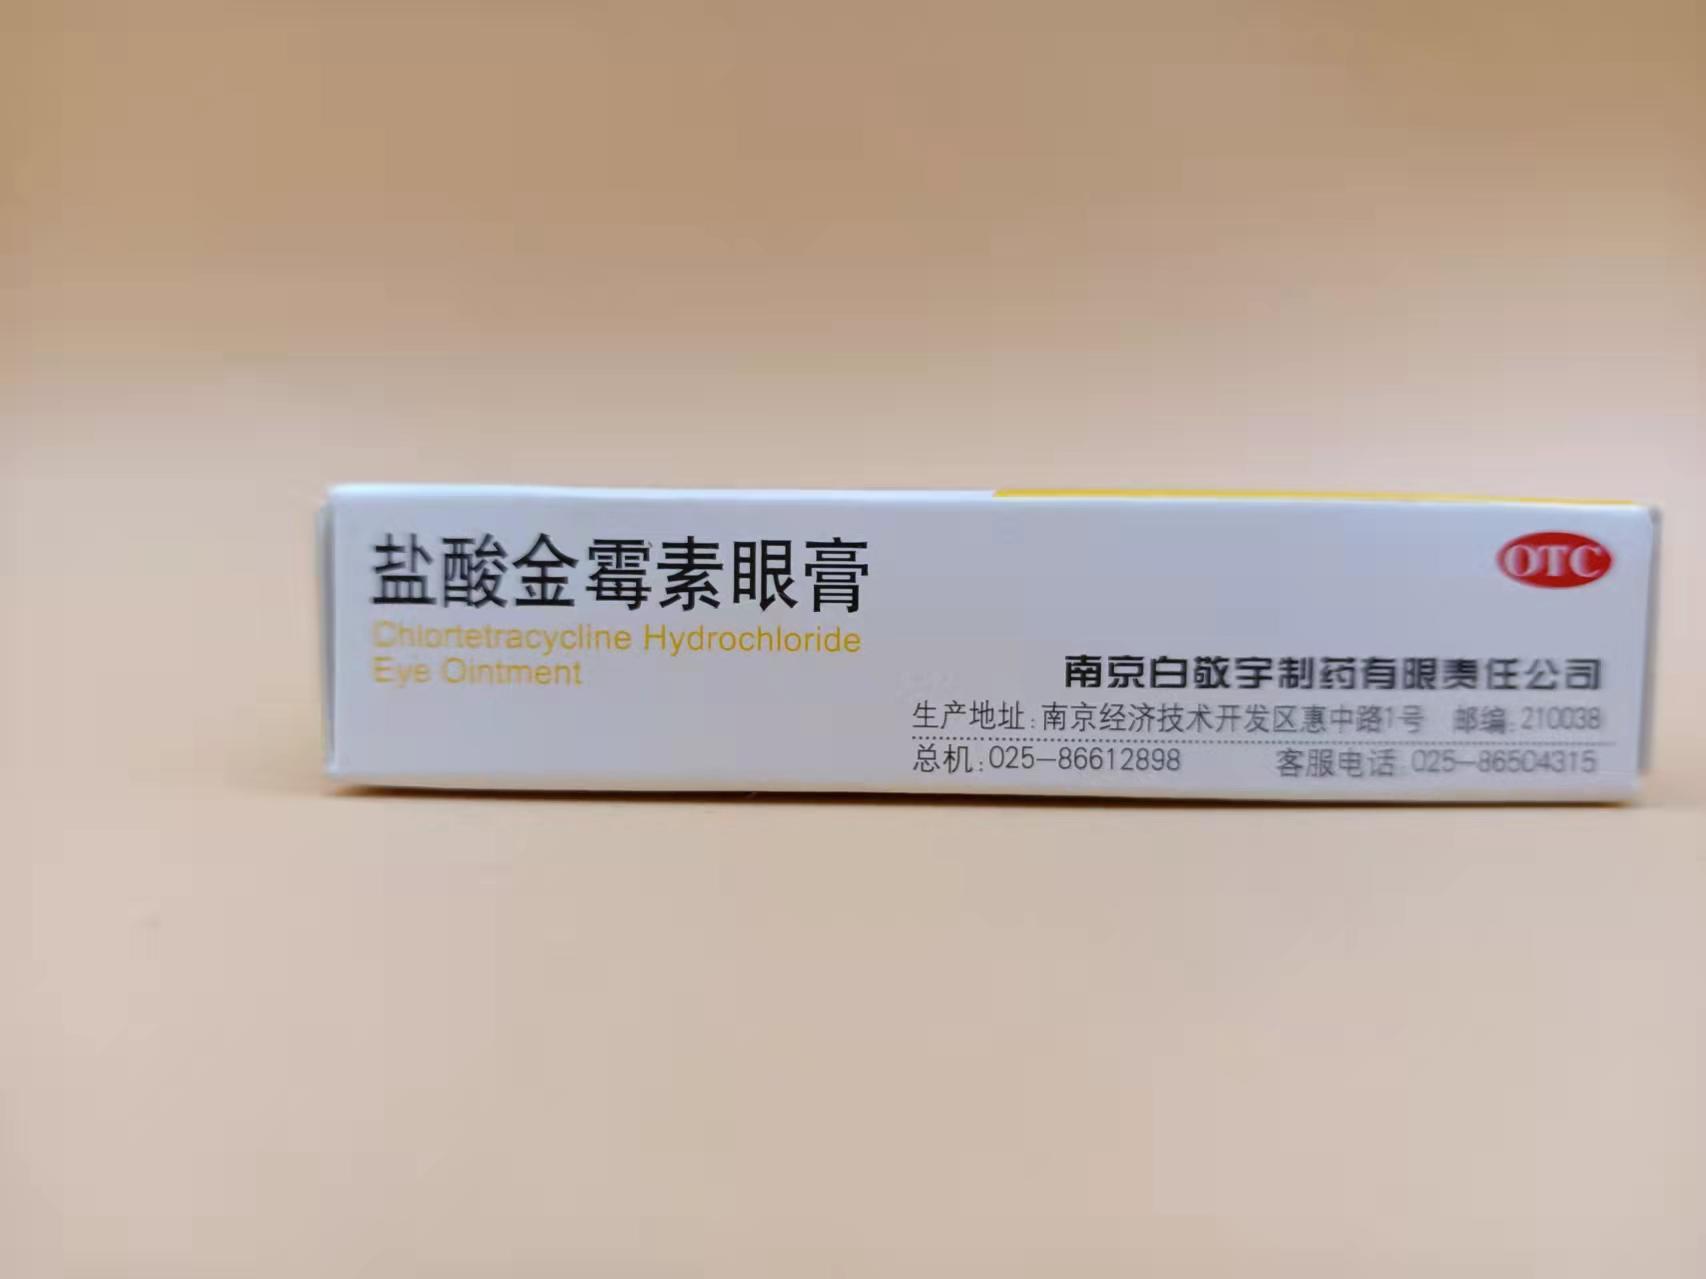 盐酸金霉素眼膏
Chlortetracycline Hydrochloride
Eye Ointment
OTC
南京白敬宇制药有限责任公司
生产地址:南京经济技术开发区惠中路1号 邮编:210038
总机:025-86612898 客服电话:025-86504315